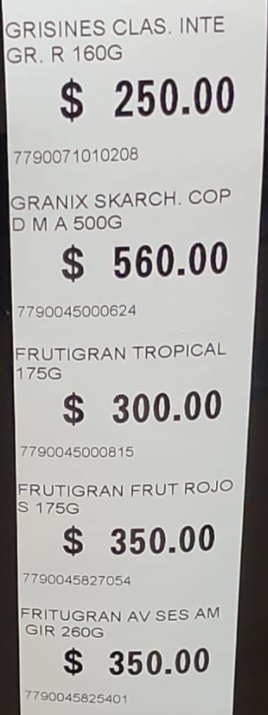 GRISINES CLAS. INTE
GR. R 160G
$ 250.00
7790071010208
GRANIX SKARCH. COP
D M A 500G
$ 560.00
7790045000624
FRUTIGRAN TROPICAL
175G
$ 300.00
7790045000815
FRUTIGRAN FRUT ROJO
S 175G
$ 350.00
7790045827054
FRITUGRAN AV SES AM
GIR 260G
$ 350.00
7790045825401